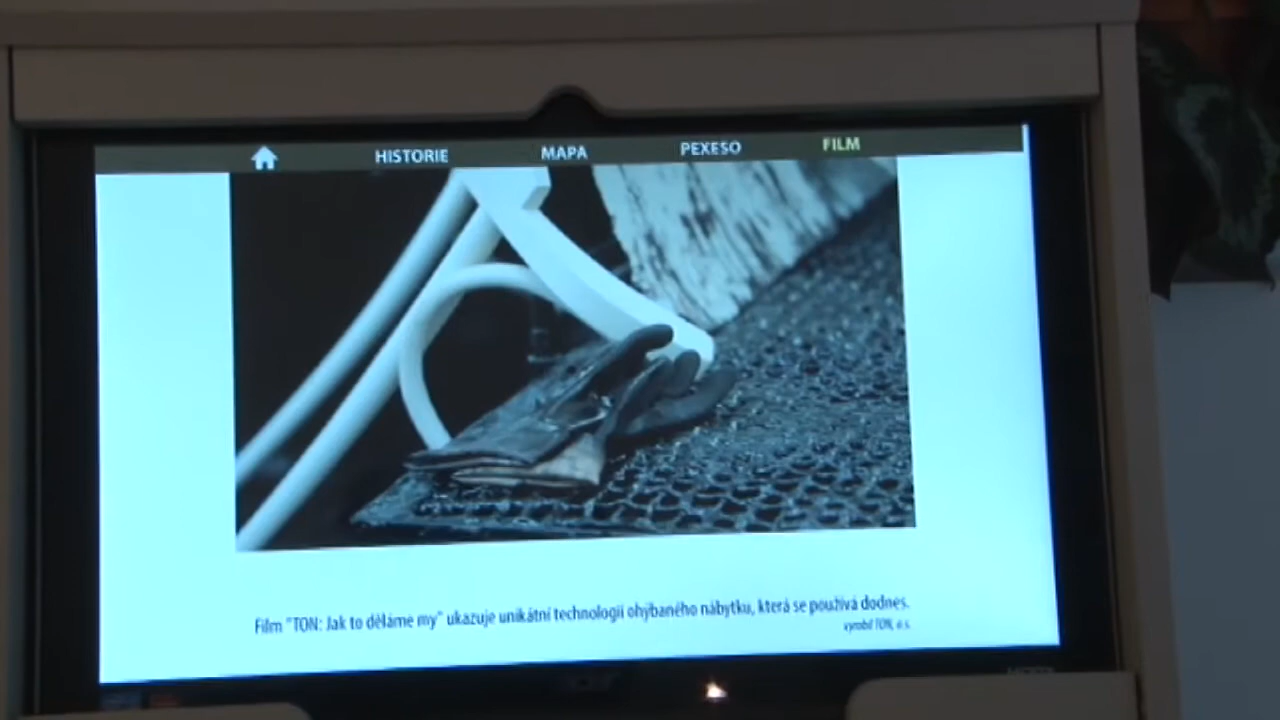 HISTORIE MAPA PEXESO FILM
Film "TON: Jak to děláme my" ukazuje unikátní technologii ohýbaného nábytku, která se používá dodnes.
vyrobil TON, a.s.